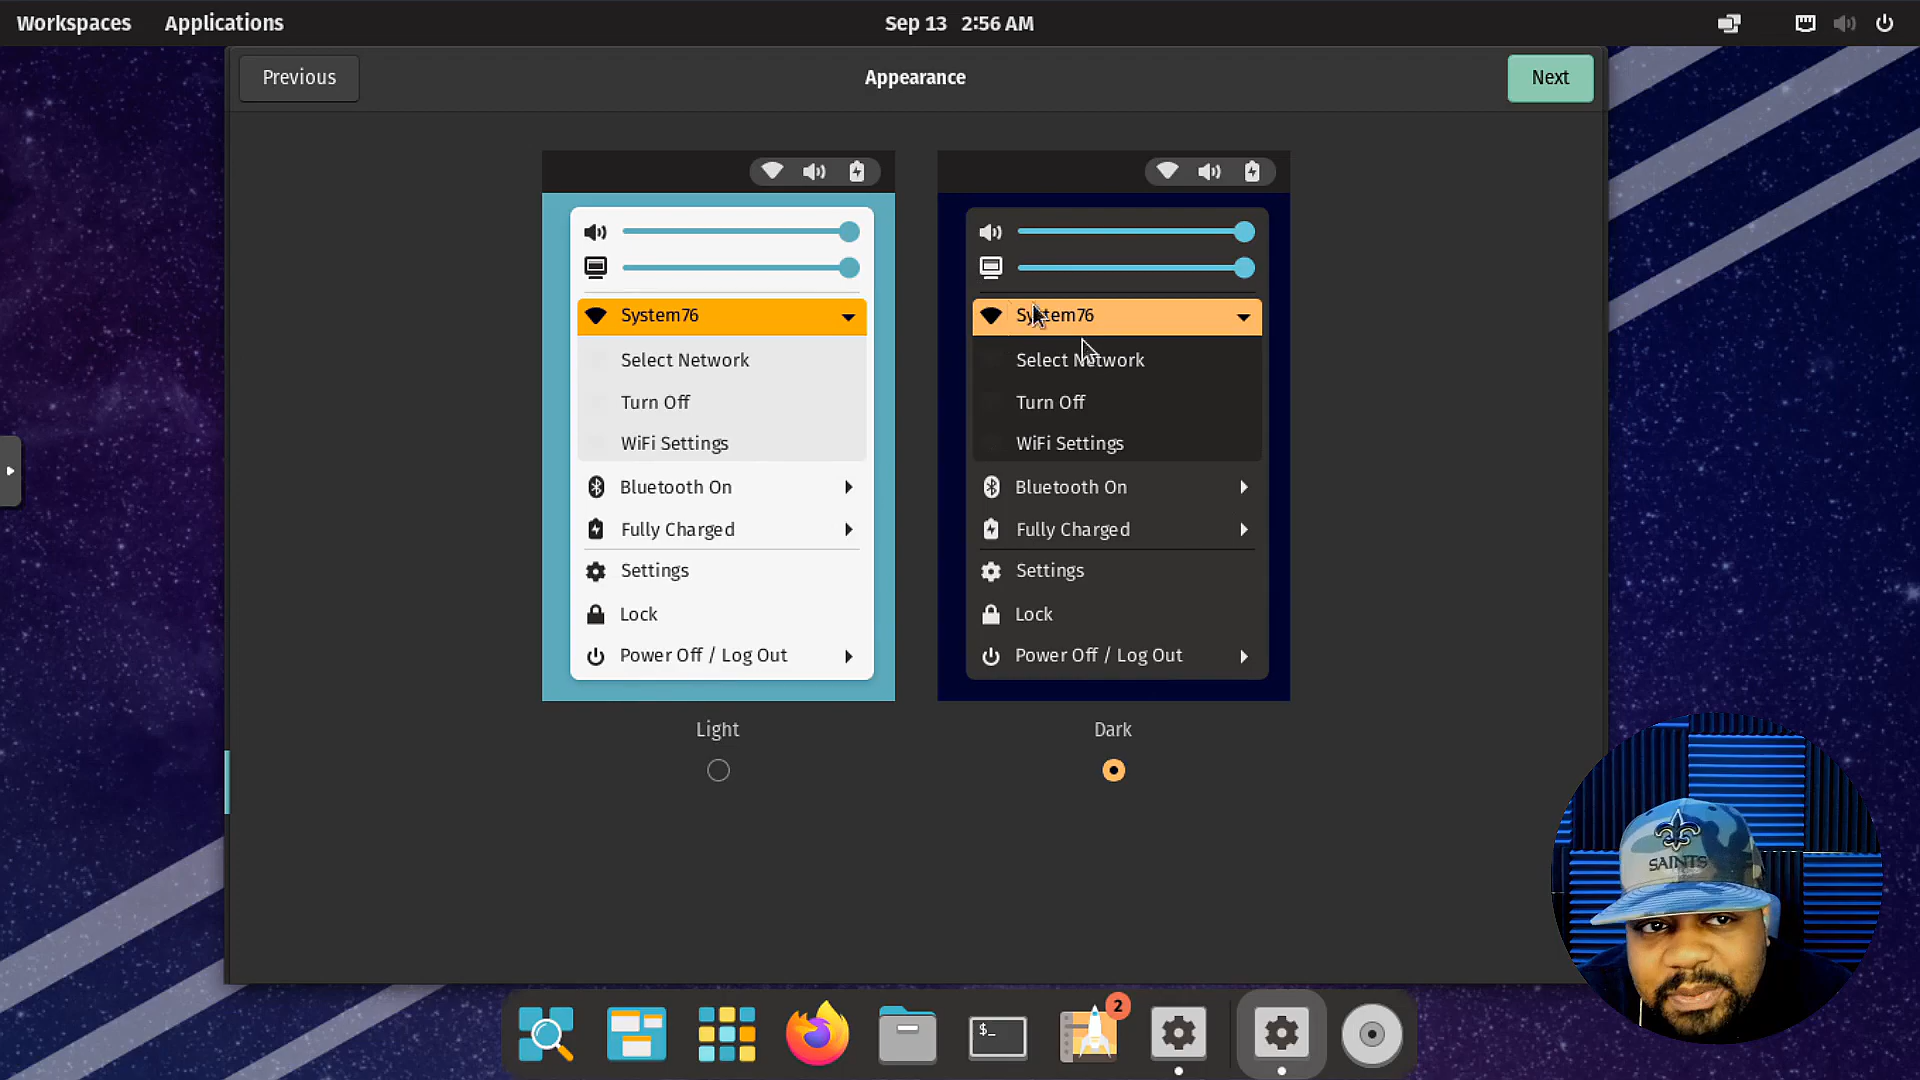 Workspaces Applications Sep 13 2:56 AM
Previous Appearance Next
System76
Select Network
Turn Off
WiFi Settings
Bluetooth On
Fully Charged
Settings
Lock
Power Off / Log Out
Light
System76
Select Network
Turn Off
WiFi Settings
Bluetooth On
Fully Charged
Settings
Lock
Power Off / Log Out
Dark
SAINTS
$_
2